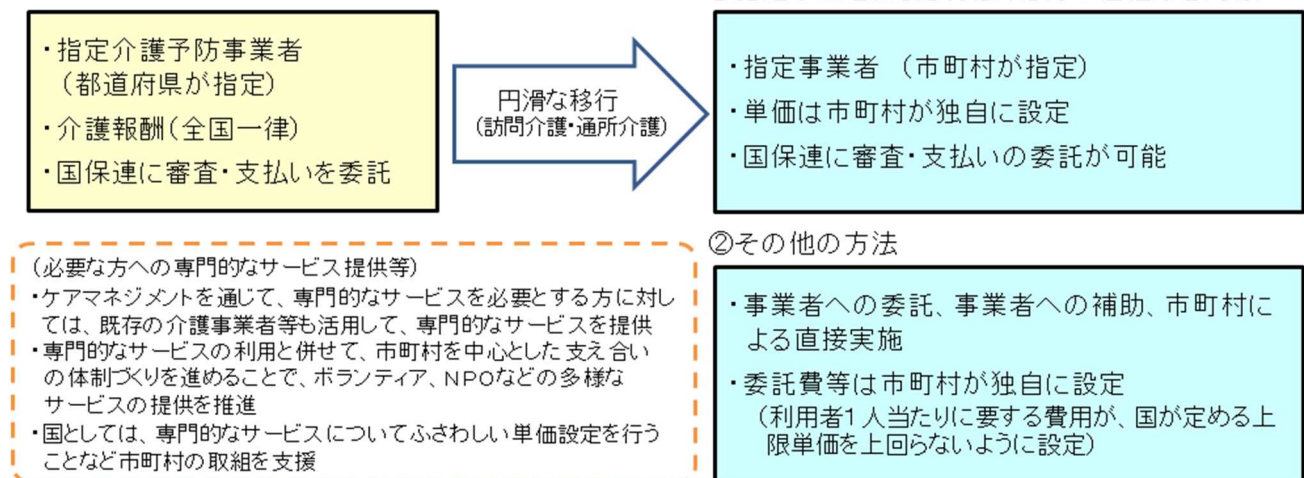 ・指定介護予防事業者
（都道府県が指定）
・介護報酬（全国一律）
・国保連に審査・支払いを委託
円滑な移行
（訪問介護・通所介護）
・指定事業者 （市町村が指定）
・単価は市町村が独自に設定
・国保連に審査・支払いの委託が可能
（必要な方への専門的なサービス提供等）
・ケアマネジメントを通じて、専門的なサービスを必要とする方に対し
ては、既存の介護事業者等も活用して、専門的なサービスを提供
・専門的なサービスの利用と併せて、市町村を中心とした支え合い
の体制づくりを進めることで、ボランティア、NPOなどの多様な
サービスの提供を推進
・国としては、専門的なサービスについてふさわしい単価設定を行う
ことなど市町村の取組を支援
②その他の方法
・事業者への委託、事業者への補助、市町村に
よる直接実施
・委託費等は市町村が独自に設定
（利用者1人当たりに要する費用が、国が定める上
限単価を上回らないように設定）